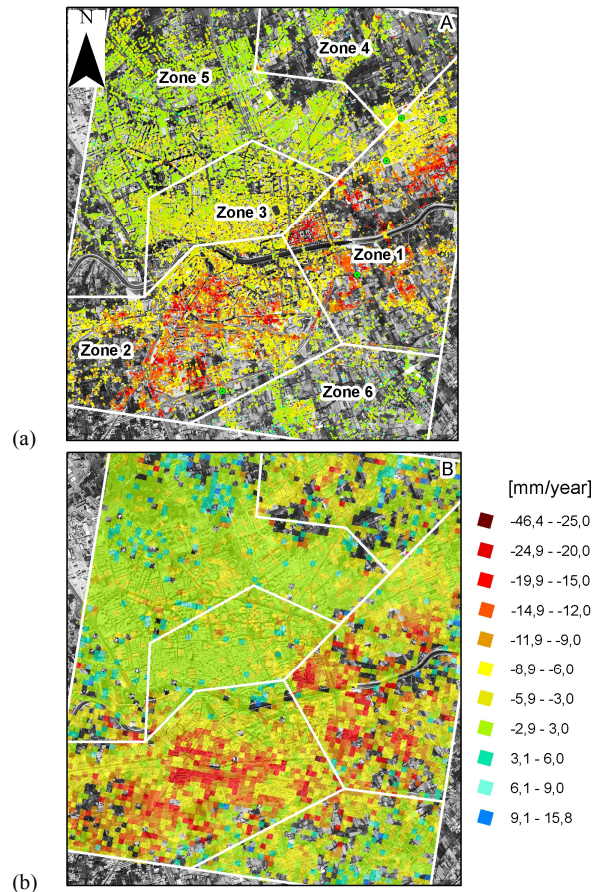 N
A
Zone 4
Zone 5
Zone 3
Zone 1
Zone 2
Zone 6
(a)
B
[mm/year]
-46,4 - -25,0
-24,9 - -20,0
-19,9 - -15,0
-14,9 - -12,0
-11,9 - -9,0
-8,9 - -6,0
-5,9 - -3,0
-2,9 - 3,0
3,1 - 6,0
6,1 - 9,0
9,1 - 15,8
(b)